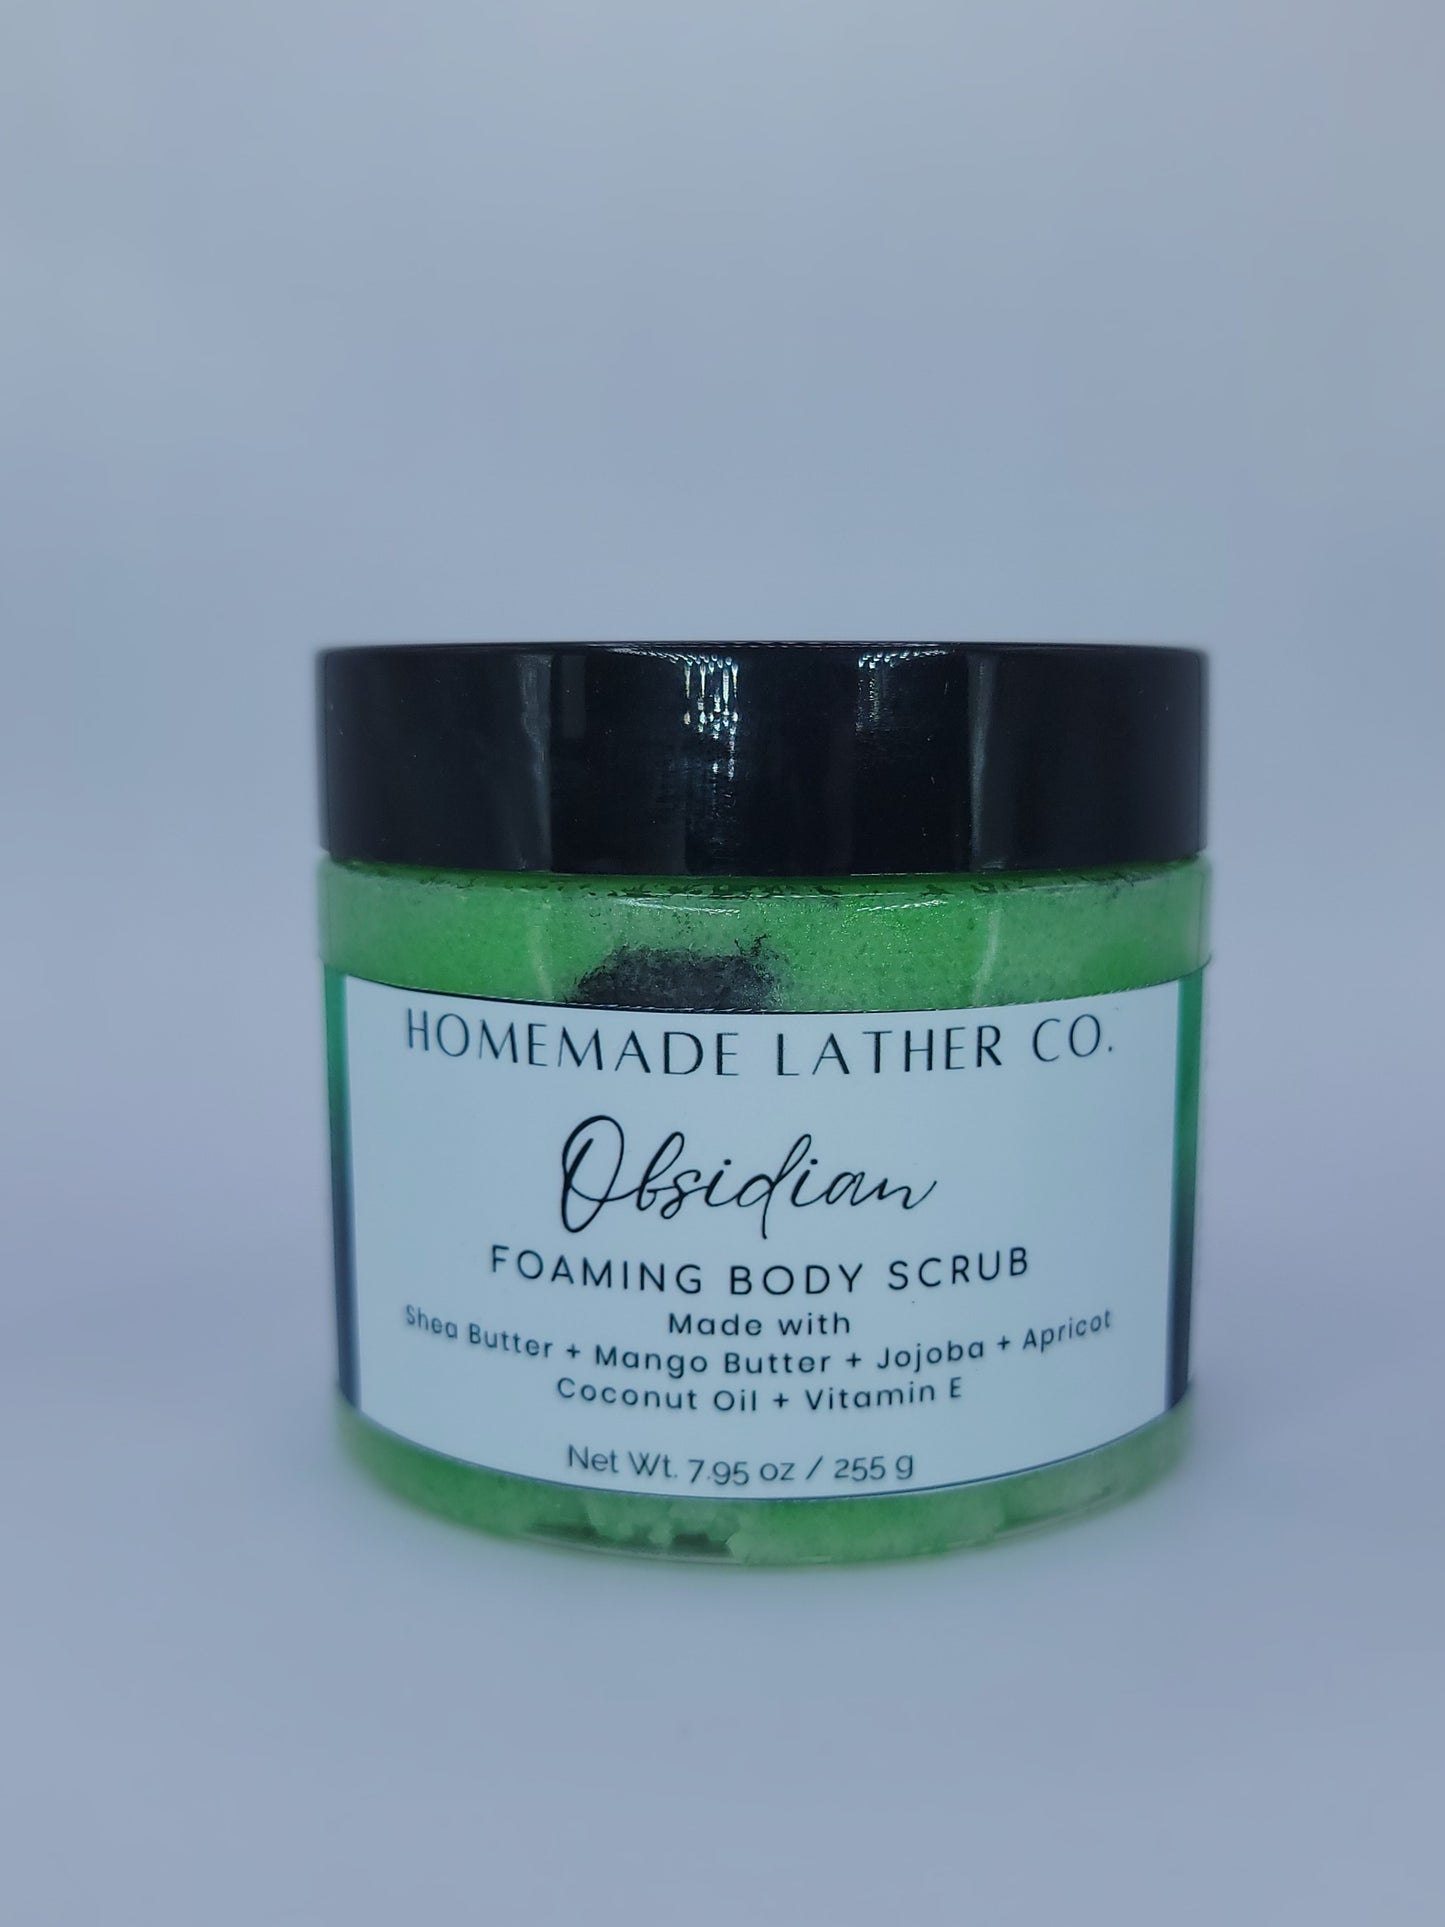 HOMEMADE LATHER CO.
Obsidian
FOAMING BODY SCRUB
Made with
Shea Butter + Mango Butter + Jojoba + Apricot
Coconut Oil + Vitamin E
Net Wt. 7.95 oz / 255 g